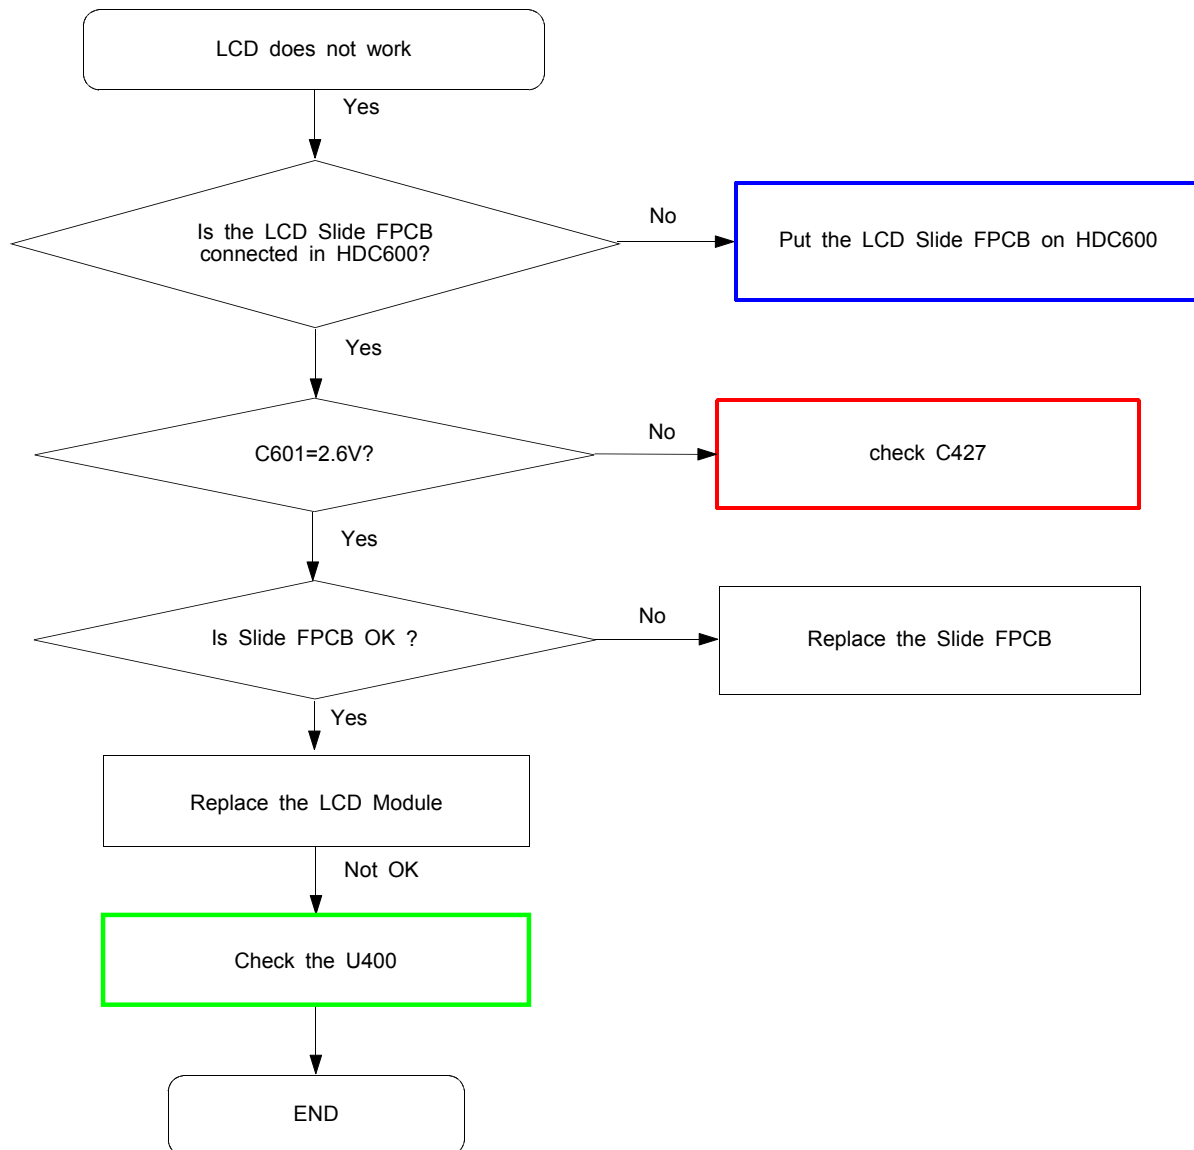 LCD does not work
Yes
Is the LCD Slide FPCB
connected in HDC600?
No
Put the LCD Slide FPCB on HDC600
Yes
C601=2.6V?
No
check C427
Yes
Is Slide FPCB OK ?
No
Replace the Slide FPCB
Yes
Replace the LCD Module
Not OK
Check the U400
END